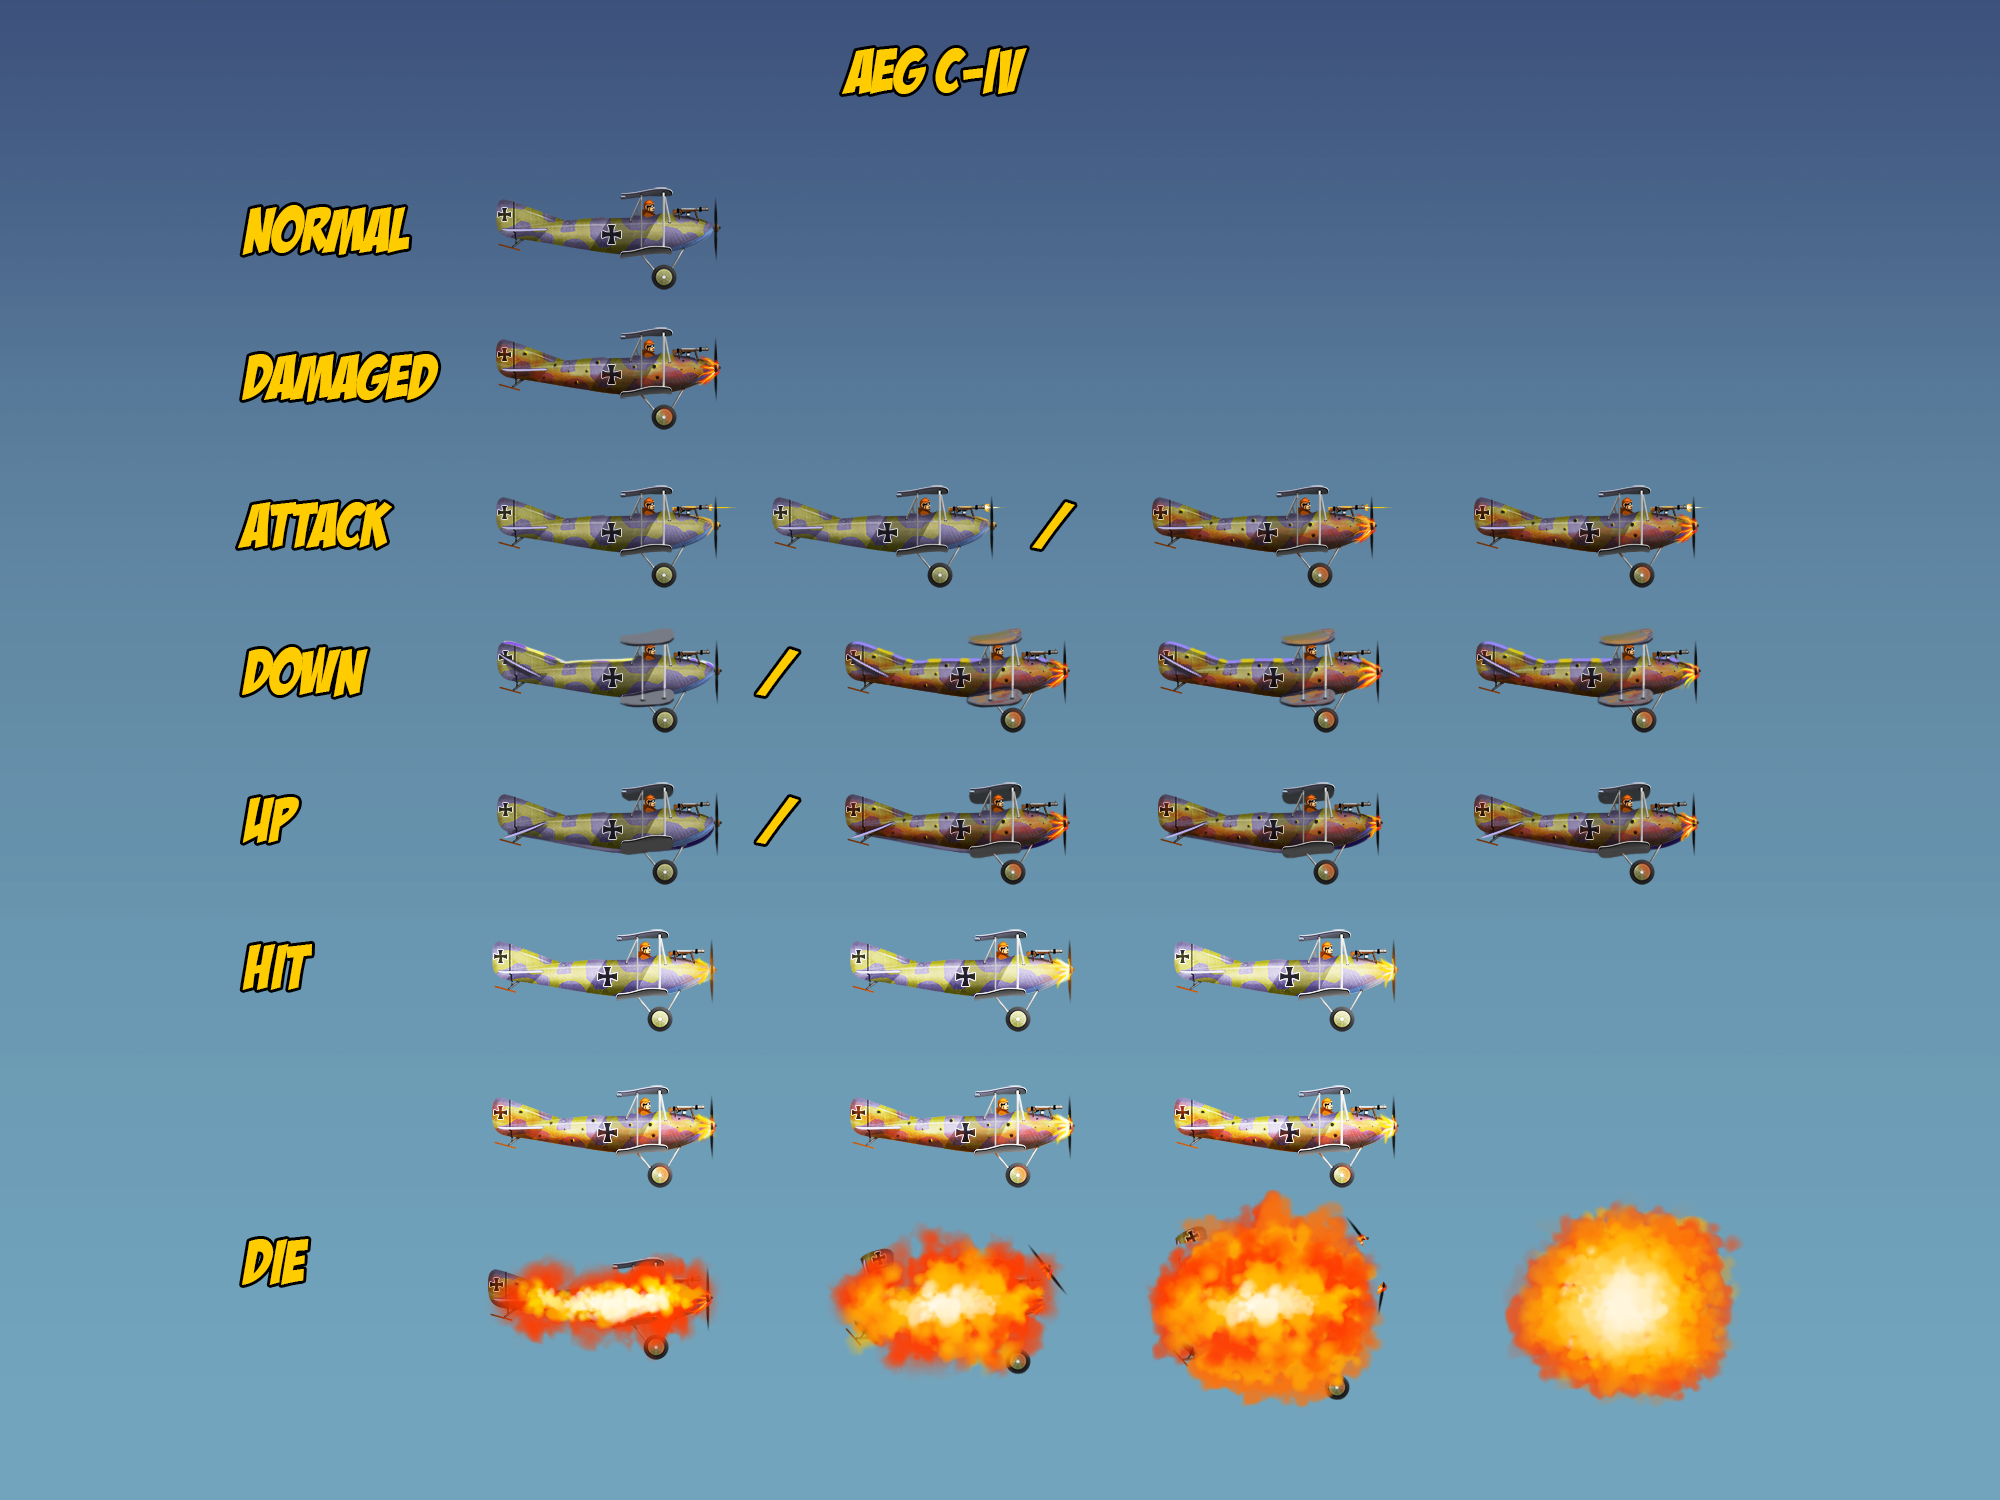 AEG C-IV
NORMAL
DAMAGED
ATTACK /
DOWN /
UP /
HIT
DIE